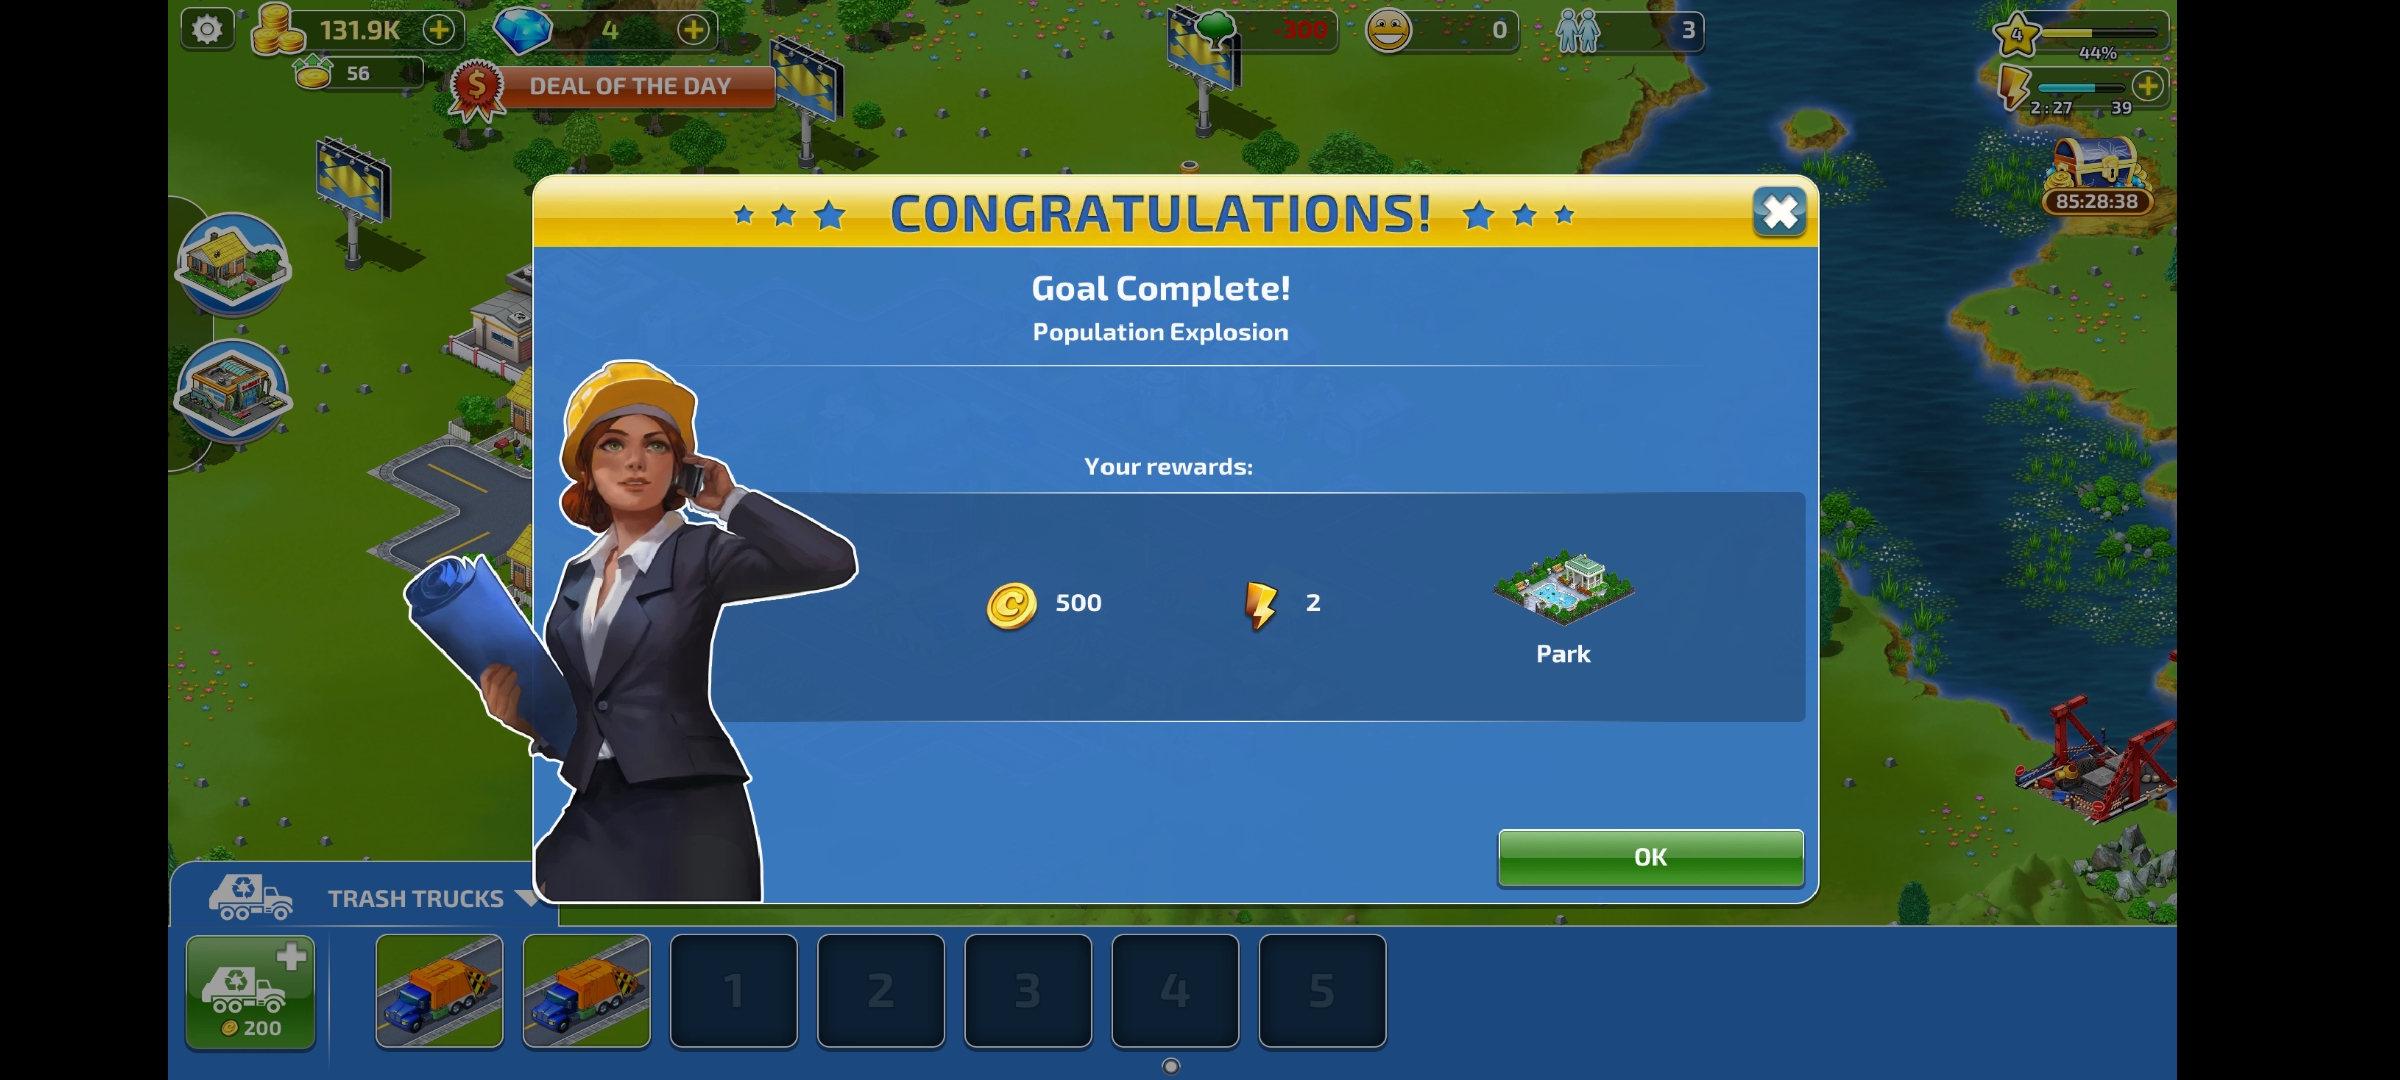 131.9K
4
-300
0
3
4
44%
56
DEAL OF THE DAY
2:27
39
85:28:38
CONGRATULATIONS!
Goal Complete!
Population Explosion
Your rewards:
500
2
Park
OK
TRASH TRUCKS
200
1
2
3
4
5